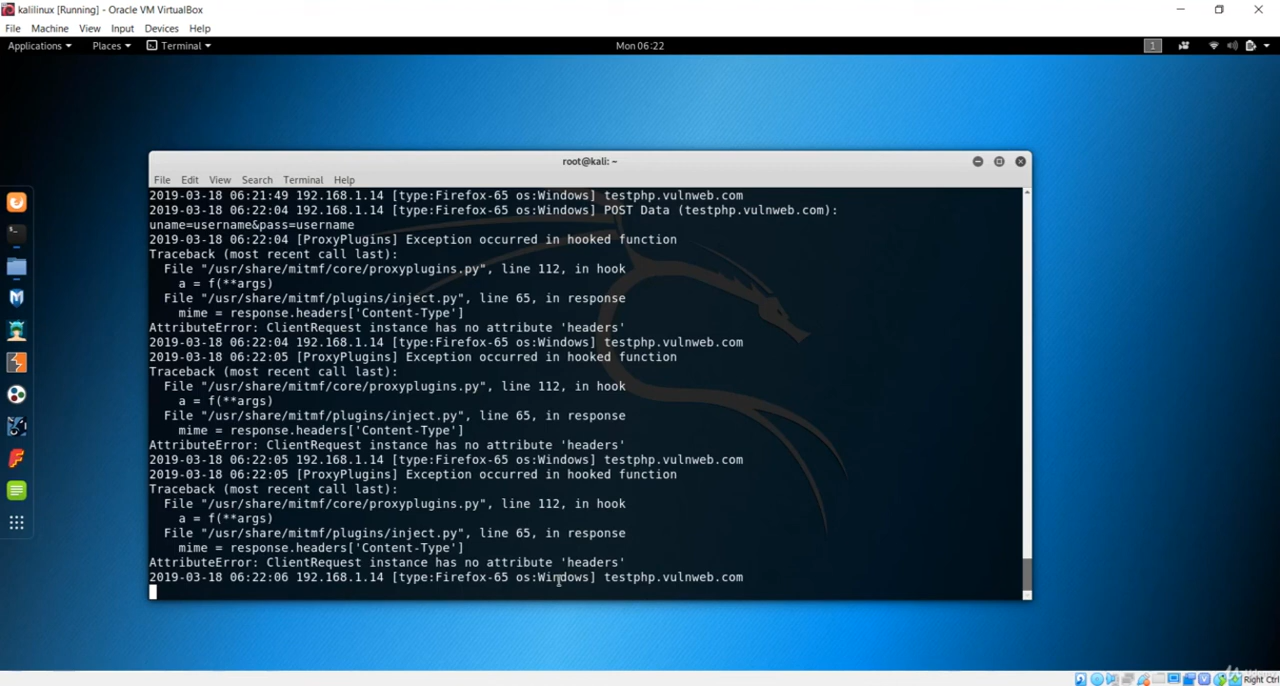 kalilinux [Running] - Oracle VM VirtualBox
File Machine View Input Devices Help
Applications Places Terminal Mon 06:22 1
root@kali: ~
File Edit View Search Terminal Help
2019-03-18 06:21:49 192.168.1.14 [type:Firefox-65 os:Windows] testphp.vulnweb.com
2019-03-18 06:22:04 192.168.1.14 [type:Firefox-65 os:Windows] POST Data (testphp.vulnweb.com):
uname=username&pass=username
2019-03-18 06:22:04 [ProxyPlugins] Exception occurred in hooked function
Traceback (most recent call last):
File "/usr/share/mitmf/core/proxyplugins.py", line 112, in hook
a = f(**args)
File "/usr/share/mitmf/plugins/inject.py", line 65, in response
mime = response.headers['Content-Type']
AttributeError: ClientRequest instance has no attribute 'headers'
2019-03-18 06:22:04 192.168.1.14 [type:Firefox-65 os:Windows] testphp.vulnweb.com
2019-03-18 06:22:05 [ProxyPlugins] Exception occurred in hooked function
Traceback (most recent call last):
File "/usr/share/mitmf/core/proxyplugins.py", line 112, in hook
a = f(**args)
File "/usr/share/mitmf/plugins/inject.py", line 65, in response
mime = response.headers['Content-Type']
AttributeError: ClientRequest instance has no attribute 'headers'
2019-03-18 06:22:05 192.168.1.14 [type:Firefox-65 os:Windows] testphp.vulnweb.com
2019-03-18 06:22:05 [ProxyPlugins] Exception occurred in hooked function
Traceback (most recent call last):
File "/usr/share/mitmf/core/proxyplugins.py", line 112, in hook
a = f(**args)
File "/usr/share/mitmf/plugins/inject.py", line 65, in response
mime = response.headers['Content-Type']
AttributeError: ClientRequest instance has no attribute 'headers'
2019-03-18 06:22:06 192.168.1.14 [type:Firefox-65 os:Windows] testphp.vulnweb.com
Right Ctrl